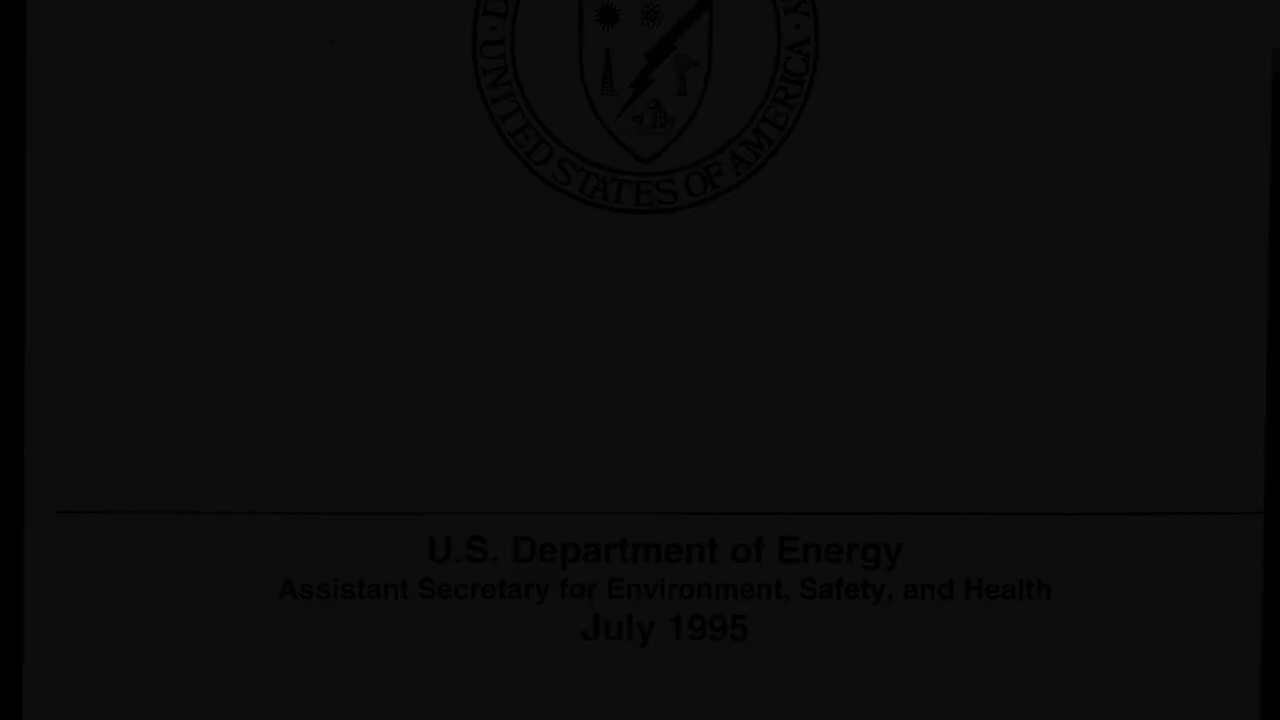 UNITED STATES OF AMERICA
U.S. Department of Energy
Assistant Secretary for Environment, Safety, and Health
July 1995